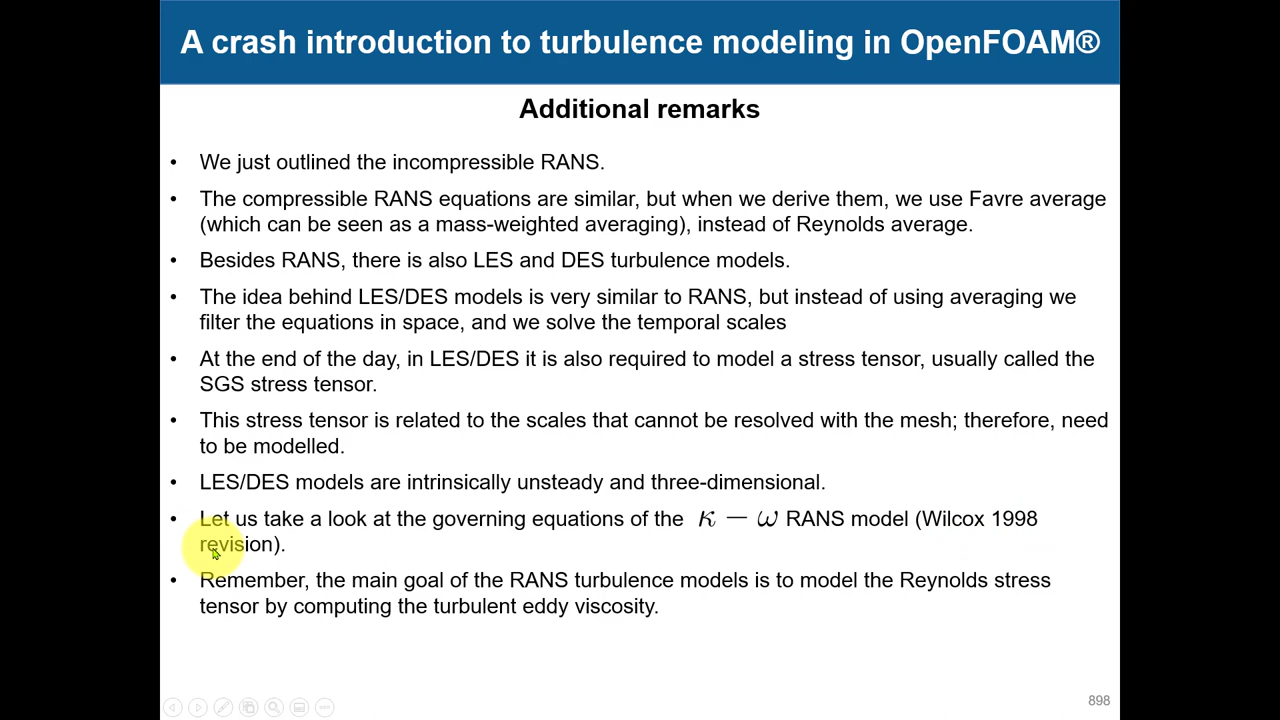 A crash introduction to turbulence modeling in OpenFOAM®
Additional remarks
• We just outlined the incompressible RANS.
• The compressible RANS equations are similar, but when we derive them, we use Favre average
(which can be seen as a mass-weighted averaging), instead of Reynolds average.
• Besides RANS, there is also LES and DES turbulence models.
• The idea behind LES/DES models is very similar to RANS, but instead of using averaging we
filter the equations in space, and we solve the temporal scales
• At the end of the day, in LES/DES it is also required to model a stress tensor, usually called the
SGS stress tensor.
• This stress tensor is related to the scales that cannot be resolved with the mesh; therefore, need
to be modelled.
• LES/DES models are intrinsically unsteady and three-dimensional.
• Let us take a look at the governing equations of the κ − ω RANS model (Wilcox 1998
revision).
• Remember, the main goal of the RANS turbulence models is to model the Reynolds stress
tensor by computing the turbulent eddy viscosity.
898